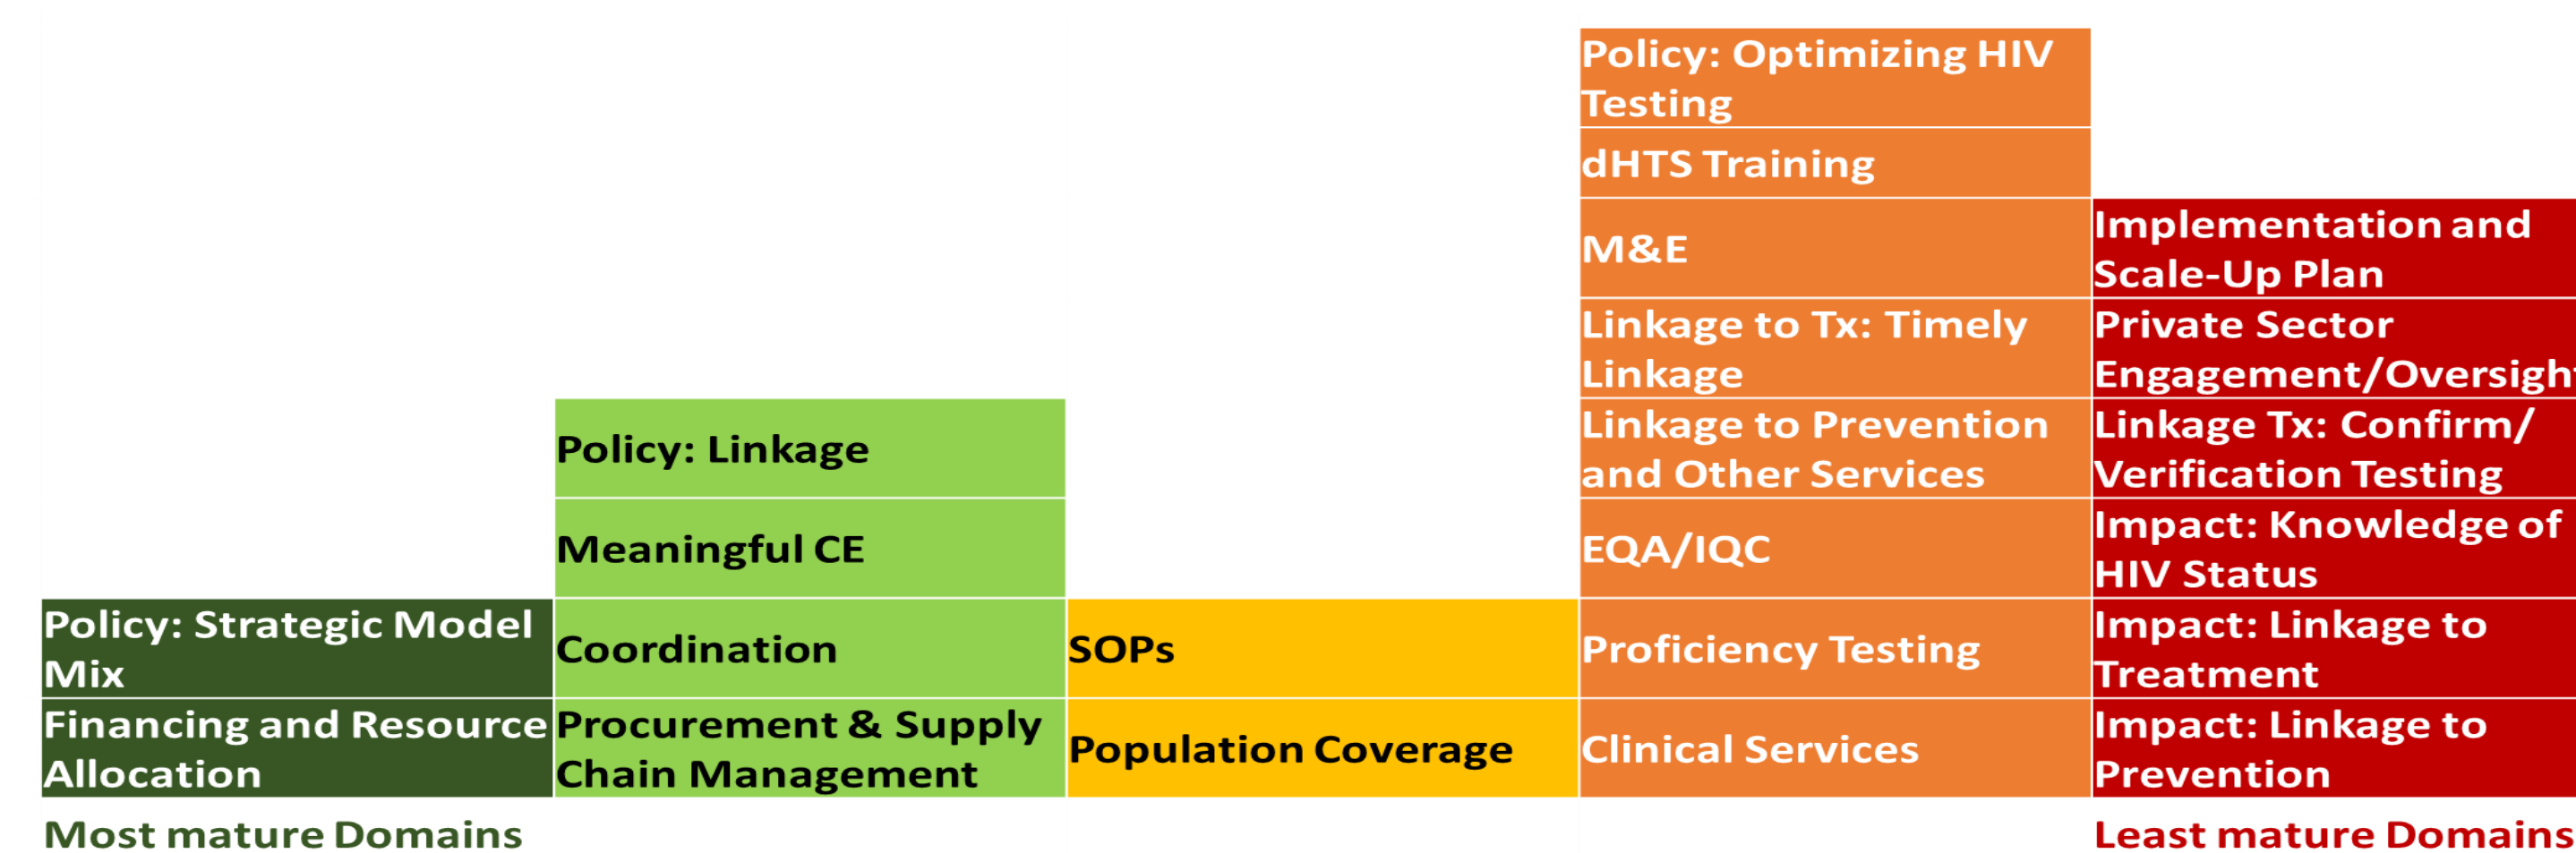 Policy: Strategic Model
Mix
Financing and Resource
Allocation
Most mature Domains
Policy: Linkage
Meaningful CE
Coordination
Procurement & Supply
Chain Management
SOPs
Population Coverage
Policy: Optimizing HIV
Testing
dHTS Training
M&E
Linkage to Tx: Timely
Linkage
Linkage to Prevention
and Other Services
EQA/IQC
Proficiency Testing
Clinical Services
Implementation and
Scale-Up Plan
Private Sector
Engagement/Oversight
Linkage Tx: Confirm/
Verification Testing
Impact: Knowledge of
HIV Status
Impact: Linkage to
Treatment
Impact: Linkage to
Prevention
Least mature Domains